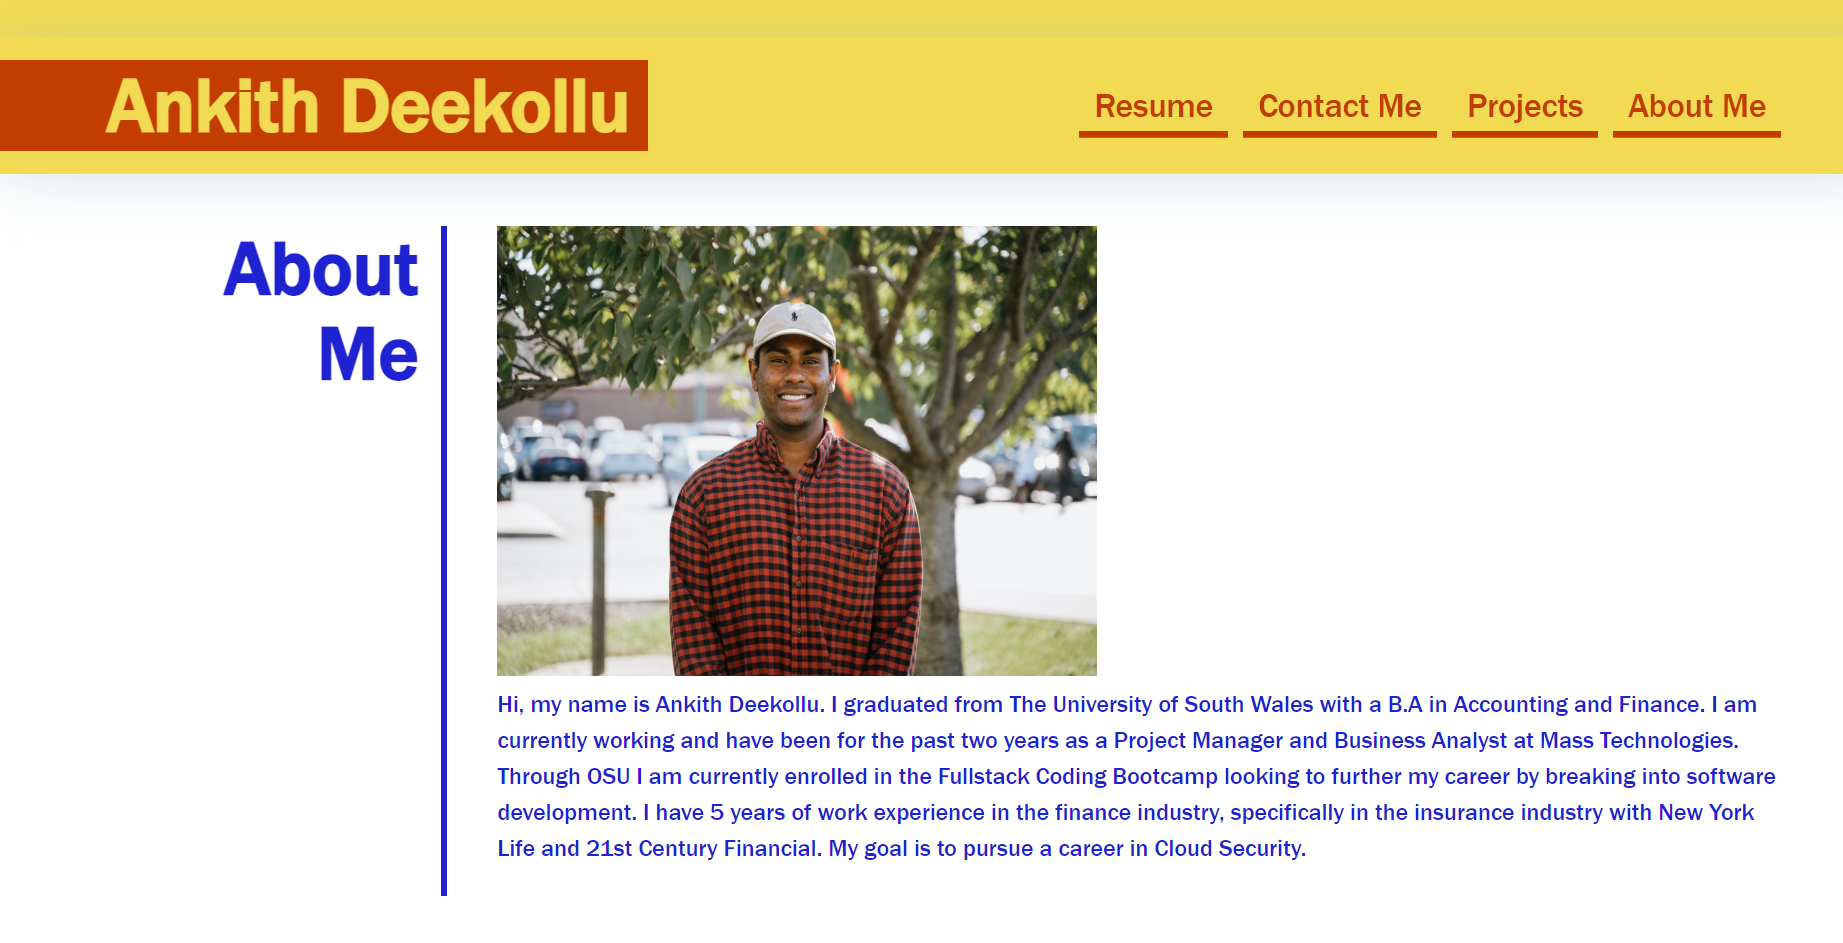 Ankith Deekollu
Resume
Contact Me
Projects
About Me
About
Me
Hi, my name is Ankith Deekollu. I graduated from The University of South Wales with a B.A in Accounting and Finance. I am
currently working and have been for the past two years as a Project Manager and Business Analyst at Mass Technologies.
Through OSU I am currently enrolled in the Fullstack Coding Bootcamp looking to further my career by breaking into software
development. I have 5 years of work experience in the finance industry, specifically in the insurance industry with New York
Life and 21st Century Financial. My goal is to pursue a career in Cloud Security.